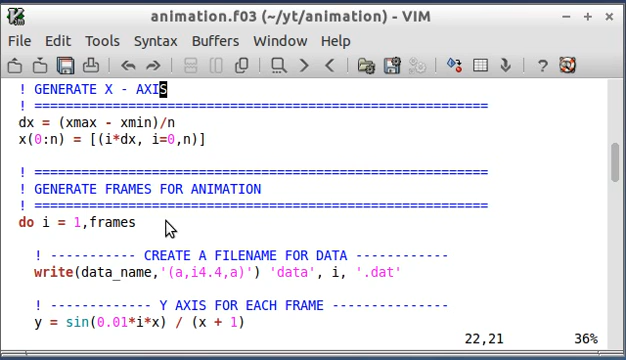 animation.f03 (~/yt/animation) - VIM
File Edit Tools Syntax Buffers Window Help
! GENERATE X - AXIS
! ==========================================================
dx = (xmax - xmin)/n
x(0:n) = [(i*dx, i=0,n)]
! ==========================================================
! GENERATE FRAMES FOR ANIMATION
! ==========================================================
do i = 1,frames
! ----------- CREATE A FILENAME FOR DATA ------------
write(data_name,'(a,i4.4,a)') 'data', i, '.dat'
! ------------- Y AXIS FOR EACH FRAME ---------------
y = sin(0.01*i*x) / (x + 1)
22,21 36%